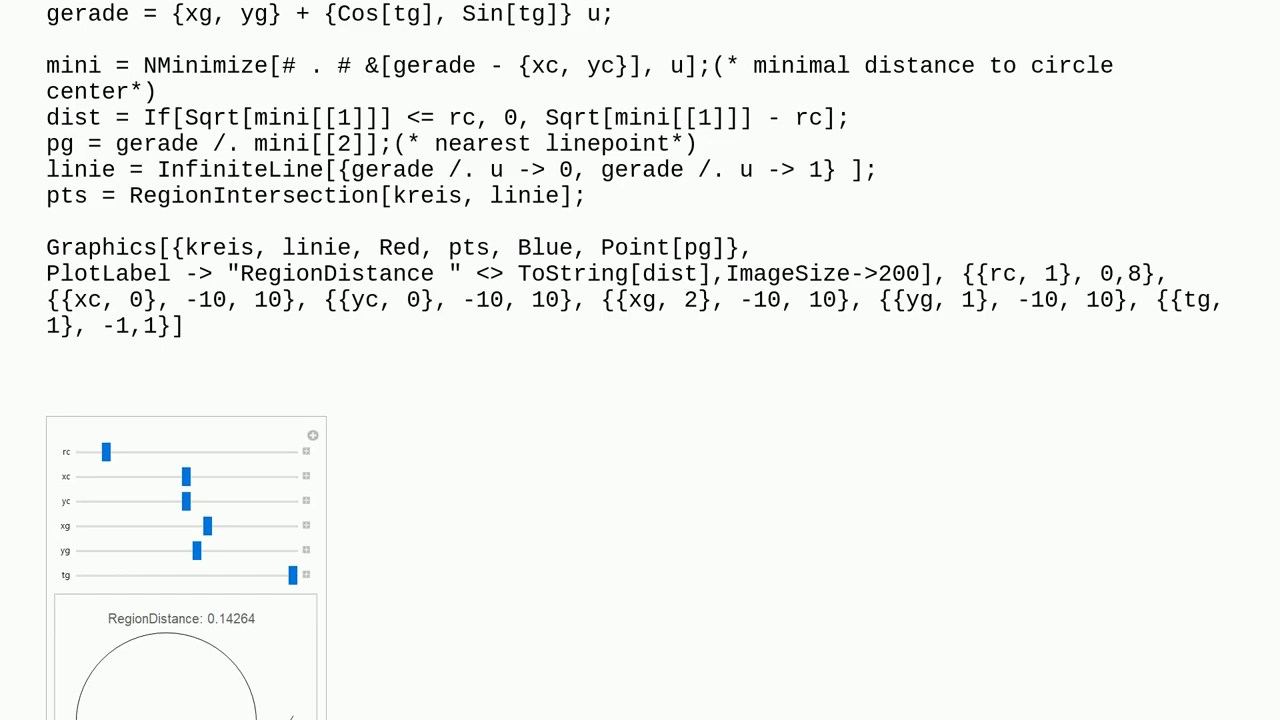 gerade = {xg, yg} + {Cos[tg], Sin[tg]} u;
mini = NMinimize[# . # &[gerade - {xc, yc}], u];(* minimal distance to circle
center*)
dist = If[Sqrt[mini[[1]]] <= rc, 0, Sqrt[mini[[1]]] - rc];
pg = gerade /. mini[[2]];(* nearest linepoint*)
linie = InfiniteLine[{gerade /. u -> 0, gerade /. u -> 1} ];
pts = RegionIntersection[kreis, linie];
Graphics[{kreis, linie, Red, pts, Blue, Point[pg]},
PlotLabel -> "RegionDistance " <> ToString[dist],ImageSize->200], {{rc, 1}, 0,8},
{{xc, 0}, -10, 10}, {{yc, 0}, -10, 10}, {{xg, 2}, -10, 10}, {{yg, 1}, -10, 10}, {{tg,
1}, -1,1}]
rc
xc
yc
xg
yg
tg
RegionDistance: 0.14264